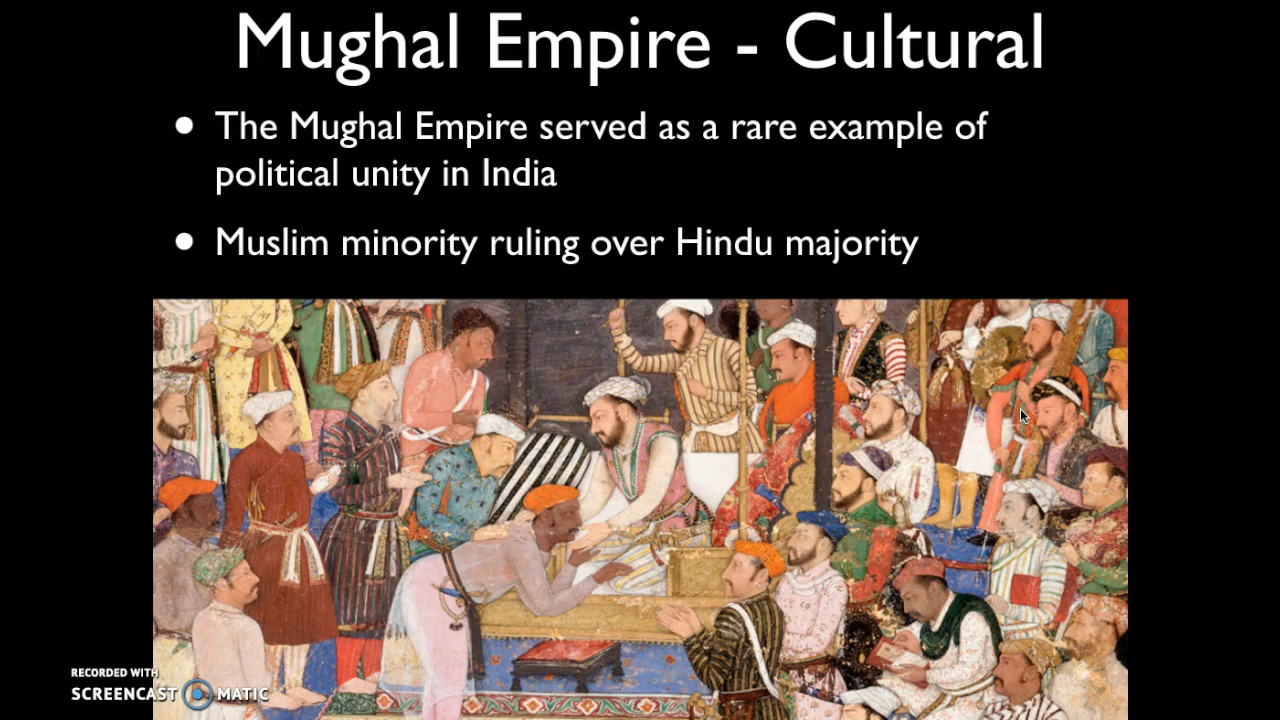 Mughal Empire - Cultural
• The Mughal Empire served as a rare example of
political unity in India
• Muslim minority ruling over Hindu majority
RECORDED WITH
SCREENCAST MATIC